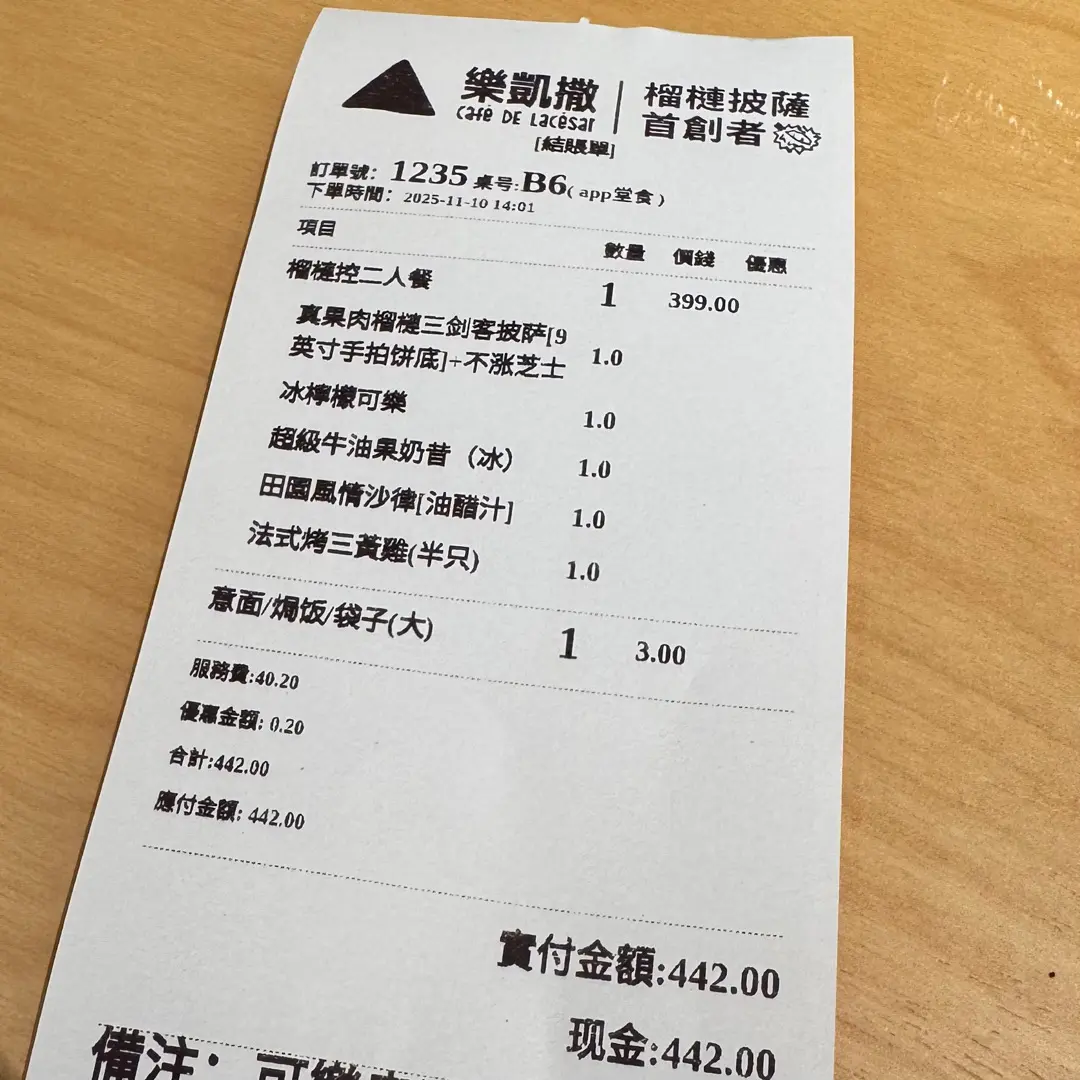 樂凱撒
Café DE Lacésar
榴槤披薩
首創者
[結賬單]
訂單號: 1235 桌号:B6( app堂食 )
下單時間: 2025-11-10 14:01
項目 數量 價錢 優惠
榴槤控二人餐 1 399.00
真果肉榴槤三剑客披萨[9
英寸手拍饼底]+不涨芝士 1.0
冰檸檬可樂 1.0
超級牛油果奶昔（冰） 1.0
田園風情沙律[油醋汁] 1.0
法式烤三黃雞(半只) 1.0
意面/焗饭/袋子(大) 1 3.00
服務費:40.20
優惠金額: 0.20
合計:442.00
應付金額: 442.00
實付金額:442.00
现金:442.00
備注: 可樂